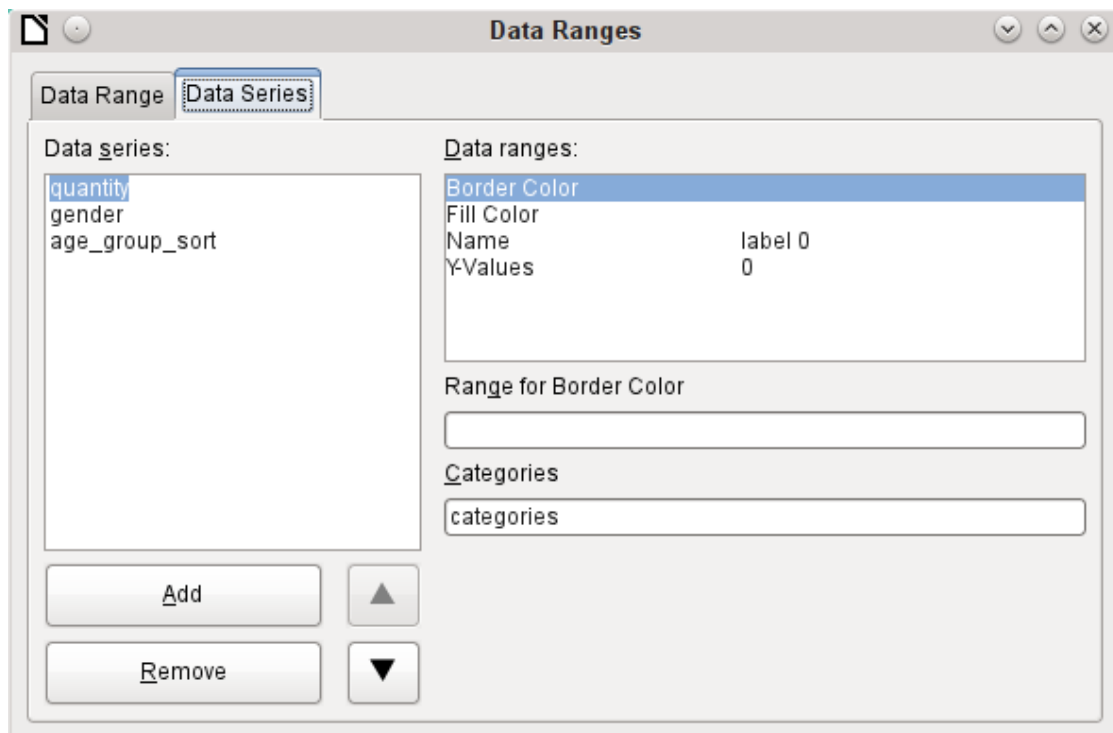 Data Ranges
Data Range
Data Series
Data series:
quantity
gender
age_group_sort
Add
Remove
Data ranges:
Border Color
Fill Color
Name label 0
Y-Values 0
Range for Border Color
Categories
categories